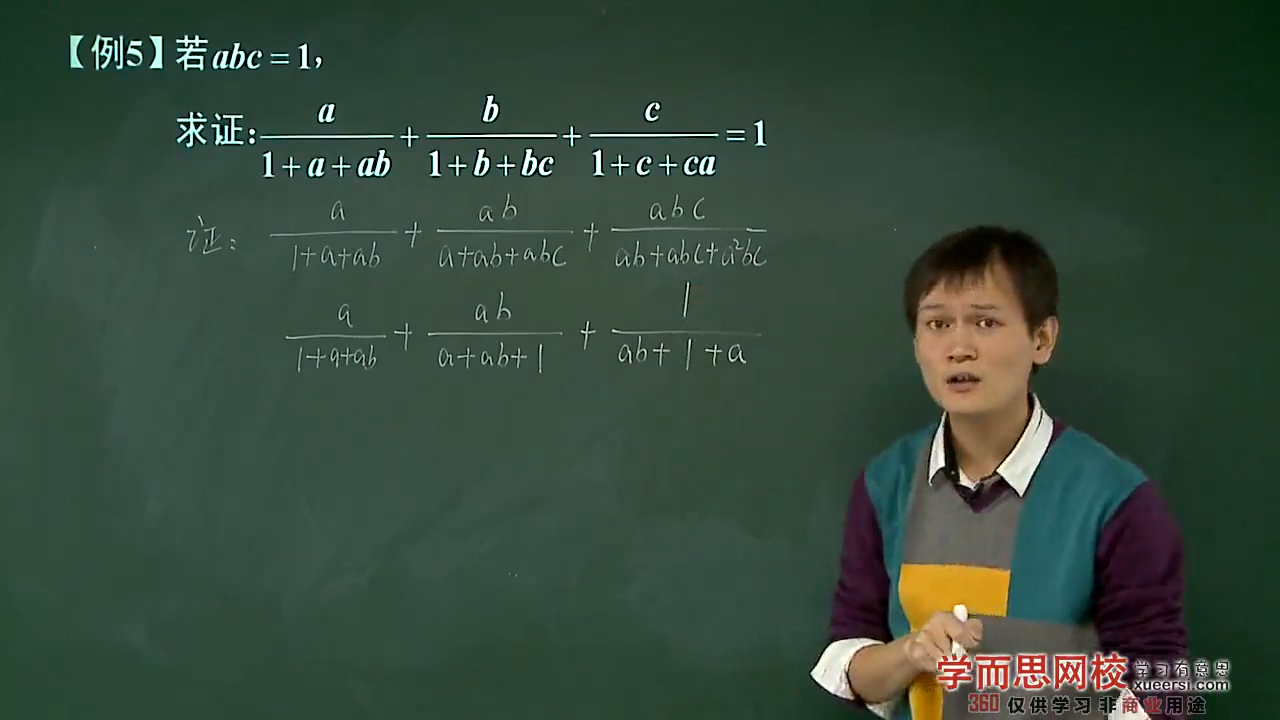 【例5】若abc=1,
求证: a/(1+a+ab) + b/(1+b+bc) + c/(1+c+ca) =1
证: a/(1+a+ab) + ab/(a+ab+abc) + abc/(ab+abc+a²bc)
a/(1+a+ab) + ab/(a+ab+1) + 1/(ab+1+a)
学而思网校 学习有意思
xueersi.com
360 仅供学习 非商业用途